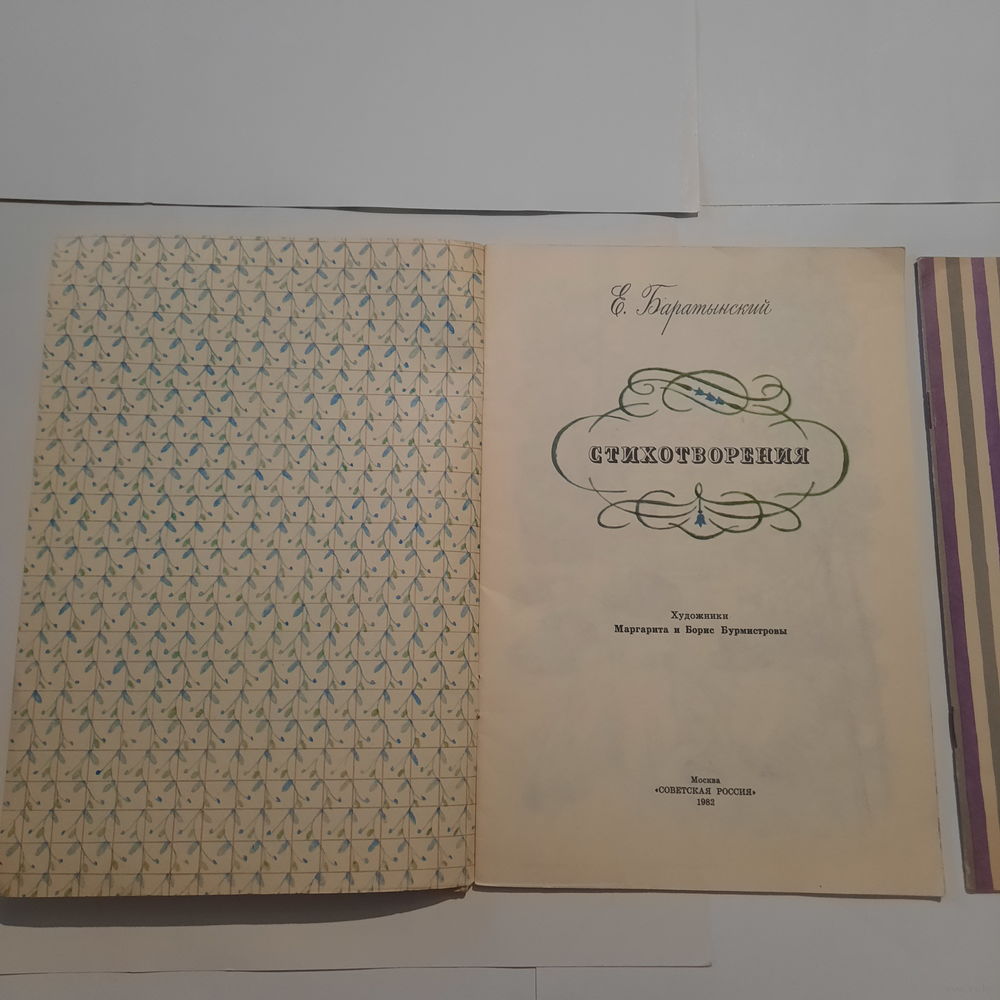 Е. Баратынский
СТИХОТВОРЕНИЯ
Художники
Маргарита и Борис Бурмистровы
Москва
«СОВЕТСКАЯ РОССИЯ»
1982